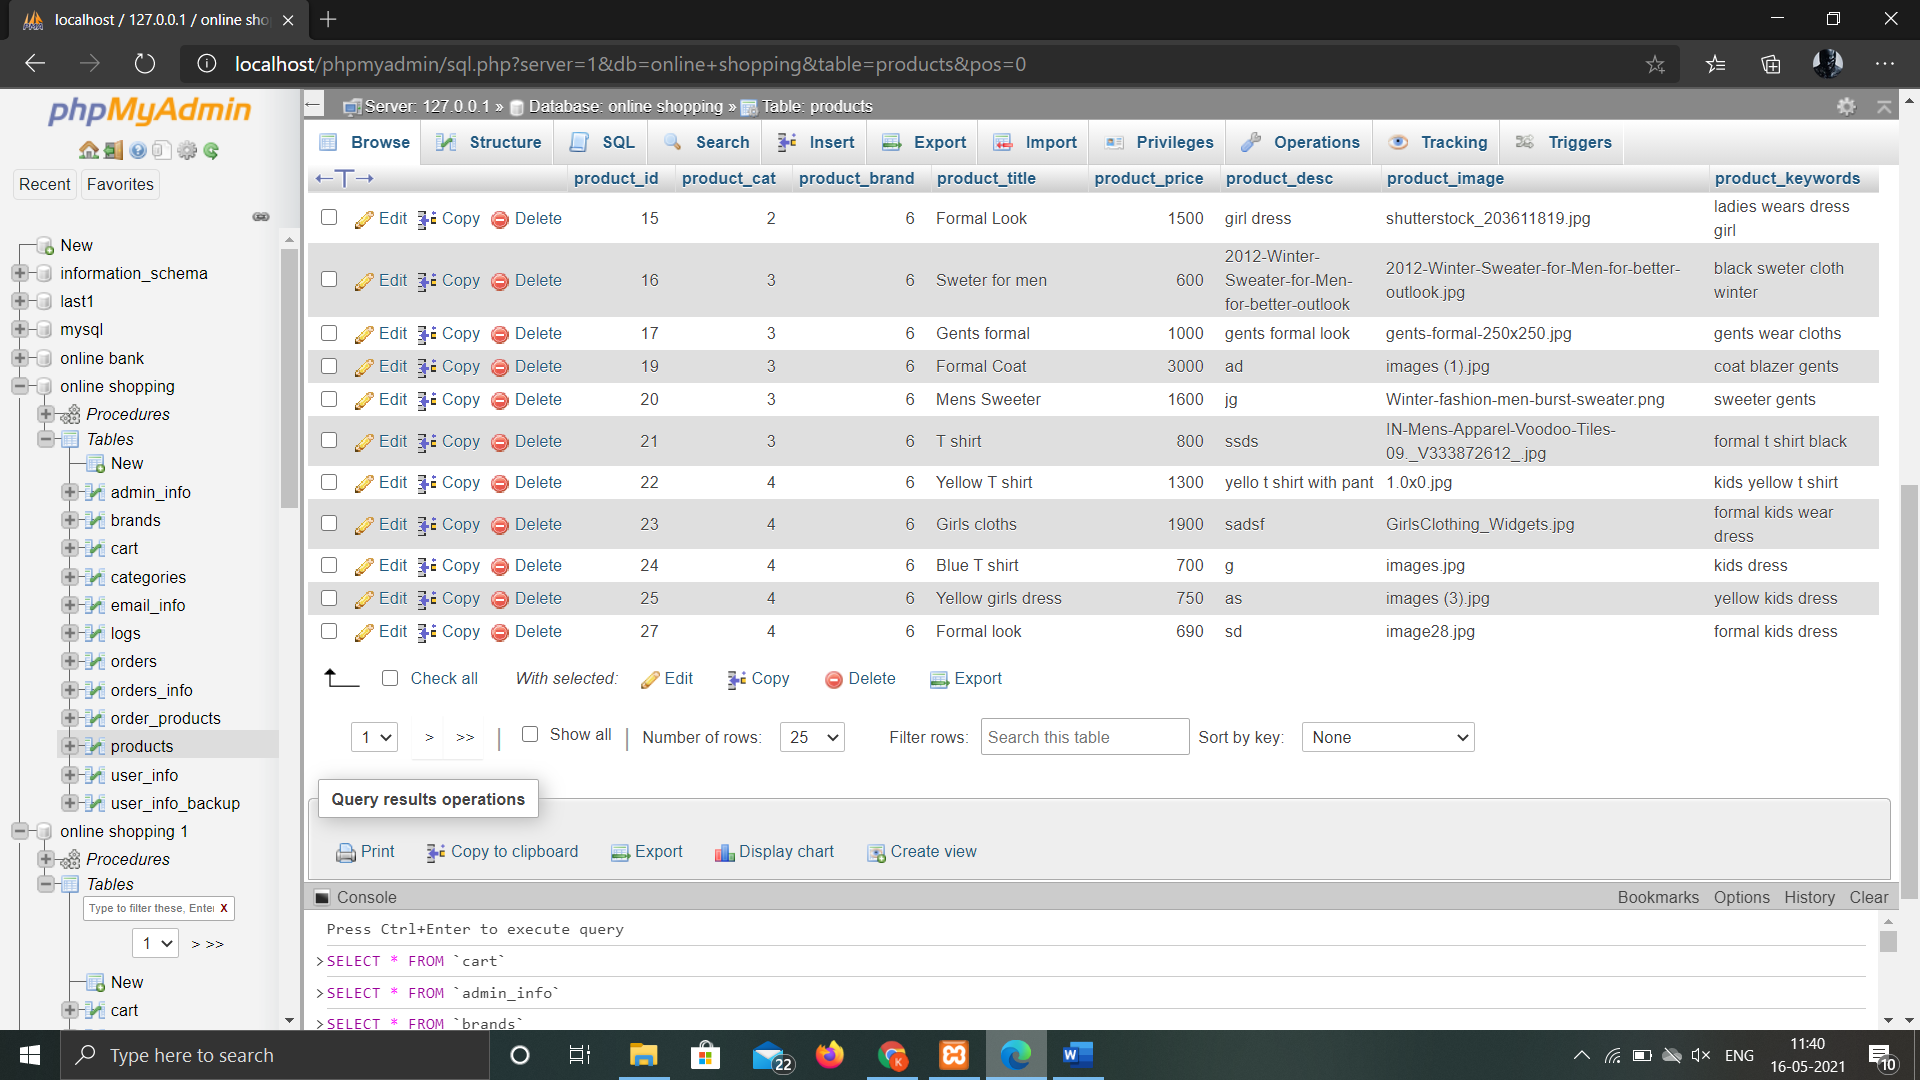 localhost / 127.0.0.1 / online sho
localhost/phpmyadmin/sql.php?server=1&db=online+shopping&table=products&pos=0
phpMyAdmin
Recent Favorites
New
information_schema
last1
mysql
online bank
online shopping
Procedures
Tables
New
admin_info
brands
cart
categories
email_info
logs
orders
orders_info
order_products
products
user_info
user_info_backup
online shopping 1
Procedures
Tables
Type to filter these, Enter X
1 > >>
New
cart
Server: 127.0.0.1 » Database: online shopping » Table: products
Browse Structure SQL Search Insert Export Import Privileges Operations Tracking Triggers
←T→ product_id product_cat product_brand product_title product_price product_desc product_image product_keywords
Edit Copy Delete 15 2 6 Formal Look 1500 girl dress shutterstock_203611819.jpg ladies wears dress
girl
Edit Copy Delete 16 3 6 Sweter for men 600 2012-Winter-
Sweater-for-Men-
for-better-outlook 2012-Winter-Sweater-for-Men-for-better-
outlook.jpg black sweter cloth
winter
Edit Copy Delete 17 3 6 Gents formal 1000 gents formal look gents-formal-250x250.jpg gents wear cloths
Edit Copy Delete 19 3 6 Formal Coat 3000 ad images (1).jpg coat blazer gents
Edit Copy Delete 20 3 6 Mens Sweeter 1600 jg Winter-fashion-men-burst-sweater.png sweeter gents
Edit Copy Delete 21 3 6 T shirt 800 ssds IN-Mens-Apparel-Voodoo-Tiles-
09._V333872612_.jpg formal t shirt black
Edit Copy Delete 22 4 6 Yellow T shirt 1300 yello t shirt with pant 1.0x0.jpg kids yellow t shirt
Edit Copy Delete 23 4 6 Girls cloths 1900 sadsf GirlsClothing_Widgets.jpg formal kids wear
dress
Edit Copy Delete 24 4 6 Blue T shirt 700 g images.jpg kids dress
Edit Copy Delete 25 4 6 Yellow girls dress 750 as images (3).jpg yellow kids dress
Edit Copy Delete 27 4 6 Formal look 690 sd image28.jpg formal kids dress
Check all With selected: Edit Copy Delete Export
1 > >> | Show all | Number of rows: 25 Filter rows: Search this table Sort by key: None
Query results operations
Print Copy to clipboard Export Display chart Create view
Console Bookmarks Options History Clear
Press Ctrl+Enter to execute query
>SELECT * FROM `cart`
>SELECT * FROM `admin_info`
>SELECT * FROM `brands`
Type here to search
22
ENG
11:40
16-05-2021
10